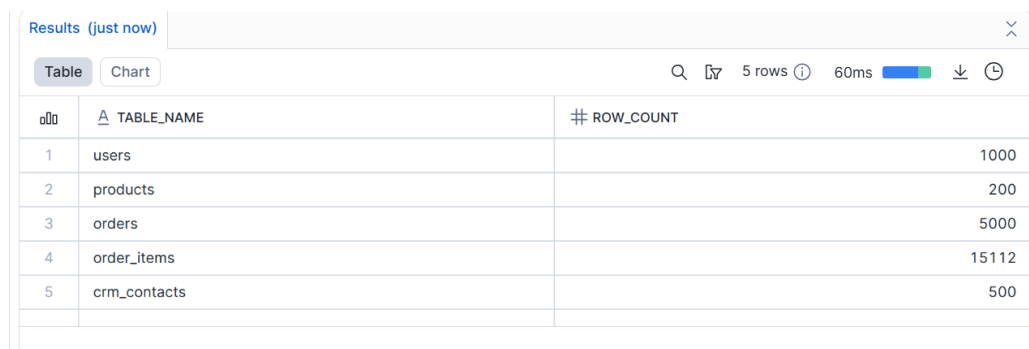 Results (just now)
Table Chart 5 rows 60ms
A TABLE_NAME # ROW_COUNT
1 users 1000
2 products 200
3 orders 5000
4 order_items 15112
5 crm_contacts 500